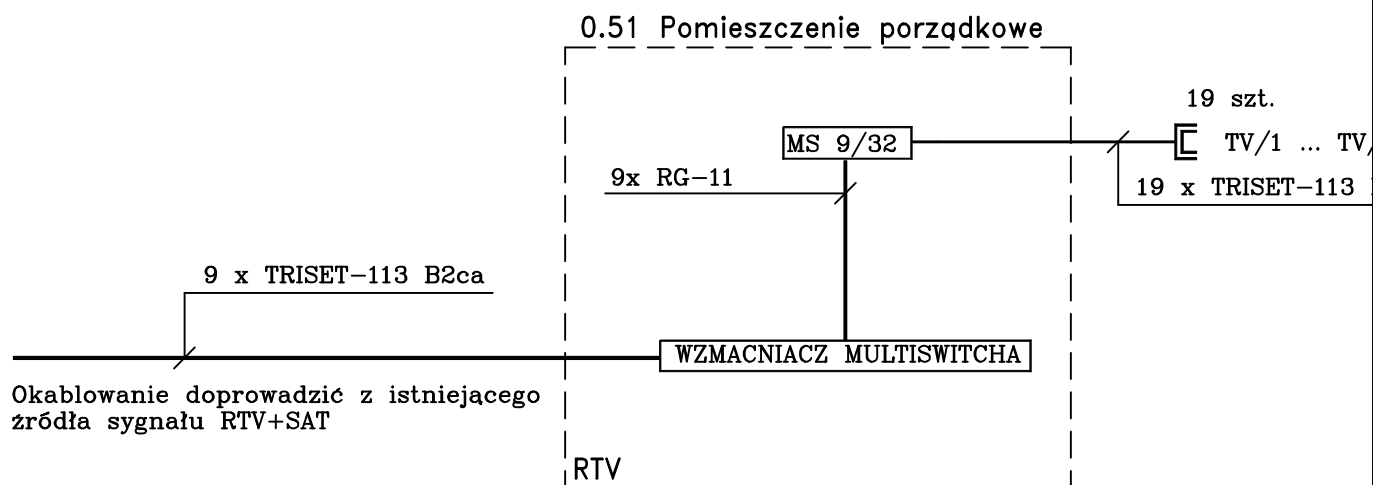 0.51 Pomieszczenie porządkowe
19 szt.
MS 9/32
TV/1 ... TV/
9x RG-11
19 x TRISET-113
9 x TRISET-113 B2ca
WZMACNIACZ MULTISWITCHA
Okablowanie doprowadzić z istniejącego
źródła sygnału RTV+SAT
RTV